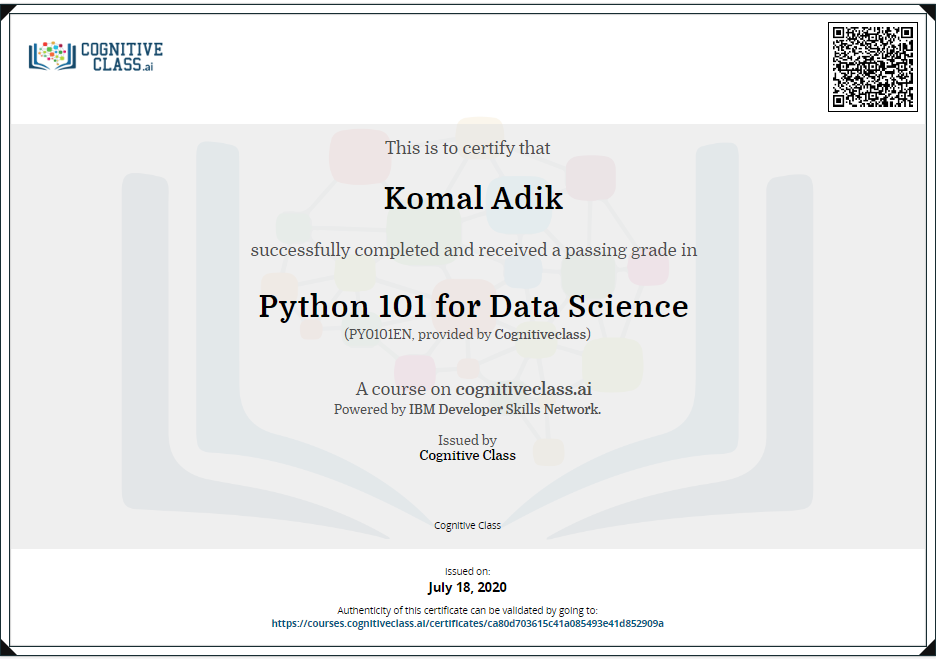 COGNITIVE
CLASS.ai
This is to certify that
Komal Adik
successfully completed and received a passing grade in
Python 101 for Data Science
(PY0101EN, provided by Cognitiveclass)
A course on cognitiveclass.ai
Powered by IBM Developer Skills Network.
Issued by
Cognitive Class
Cognitive Class
Issued on:
July 18, 2020
Authenticity of this certificate can be validated by going to:
https://courses.cognitiveclass.ai/certificates/ca80d703615c41a085493e41d852909a